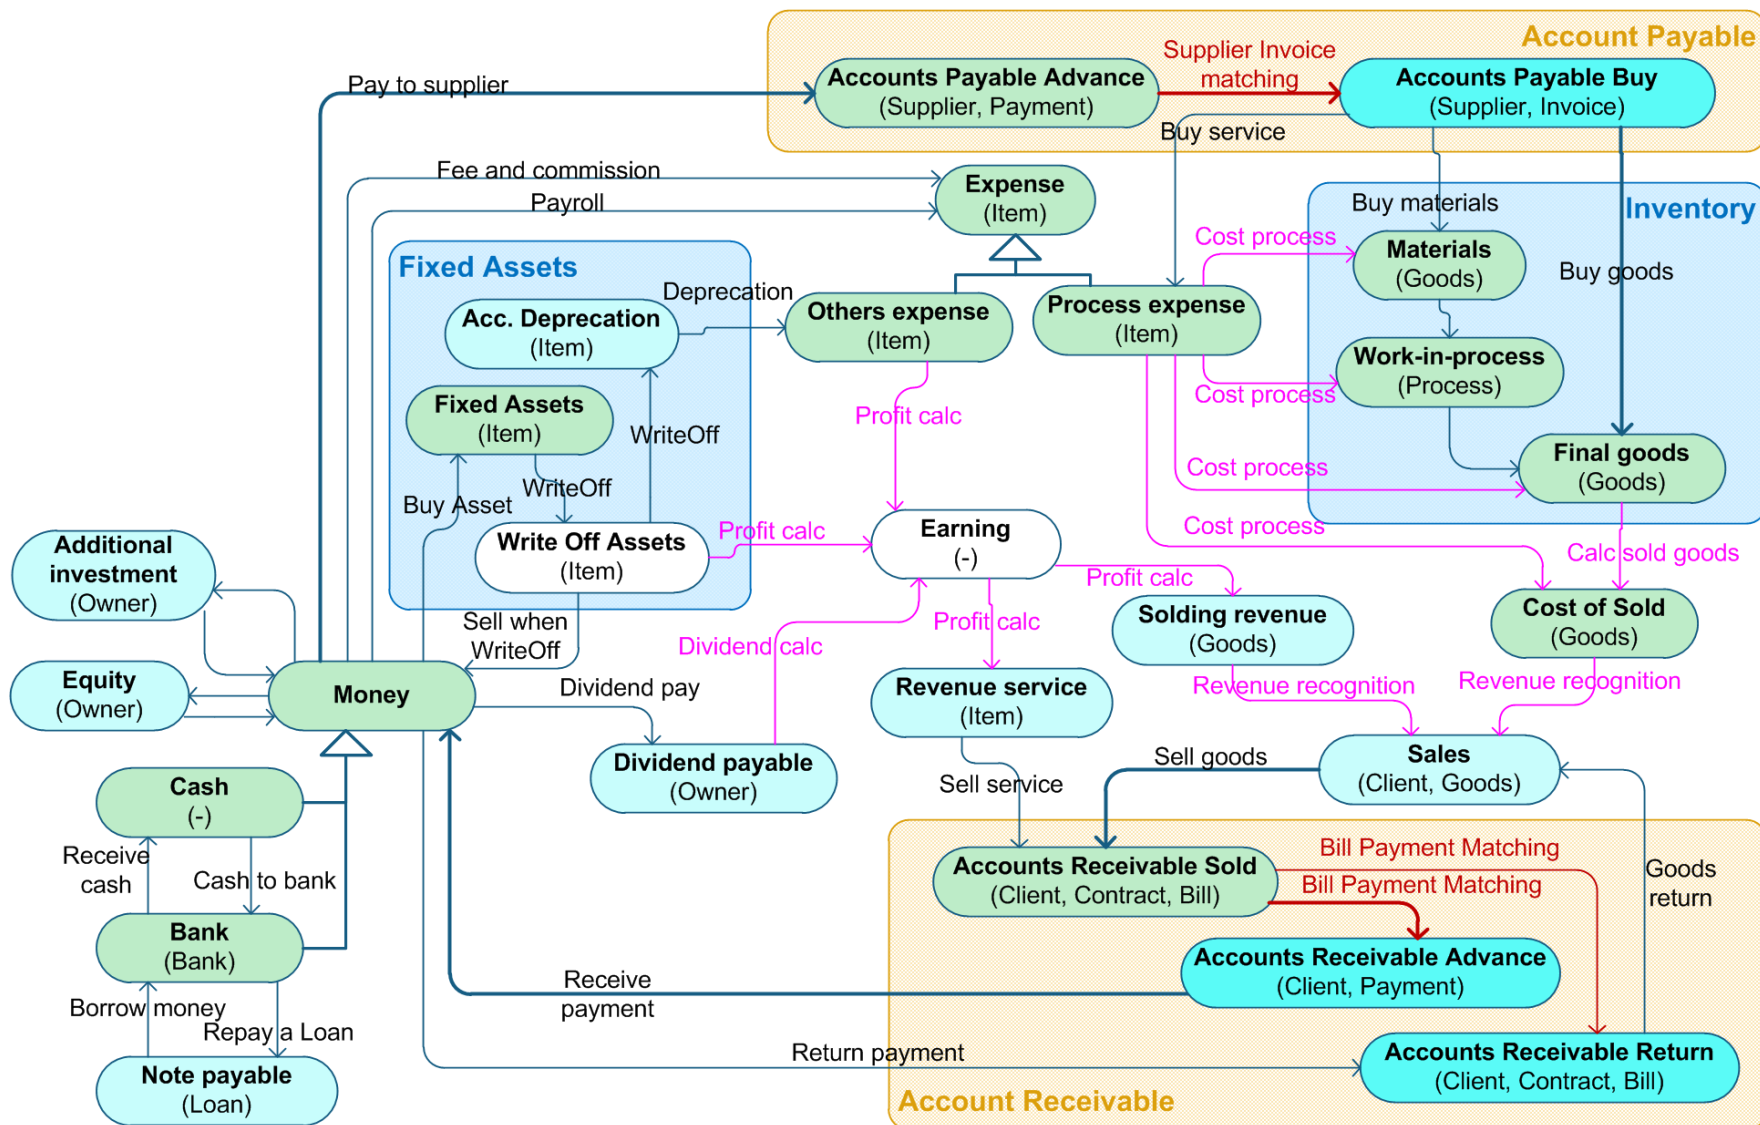 Account Payable
Supplier Invoice
matching
Accounts Payable Advance
(Supplier, Payment)
Accounts Payable Buy
(Supplier, Invoice)
Pay to supplier
Buy service
Fee and commission
Payroll
Expense
(Item)
Buy materials
Inventory
Cost process
Materials
(Goods)
Buy goods
Fixed Assets
Deprecation
Acc. Deprecation
(Item)
Others expense
(Item)
Process expense
(Item)
Work-in-process
(Process)
Cost process
Fixed Assets
(Item)
WriteOff
Profit calc
Final goods
(Goods)
Cost process
WriteOff
Buy Asset
Write Off Assets
(Item)
Profit calc
Earning
(-)
Cost process
Calc sold goods
Additional
investment
(Owner)
Profit calc
Solding revenue
(Goods)
Cost of Sold
(Goods)
Sell when
WriteOff
Dividend calc
Profit calc
Equity
(Owner)
Money
Dividend pay
Revenue service
(Item)
Revenue recognition
Revenue recognition
Dividend payable
(Owner)
Sell goods
Sales
(Client, Goods)
Sell service
Cash
(-)
Receive
cash
Cash to bank
Accounts Receivable Sold
(Client, Contract, Bill)
Bill Payment Matching
Bill Payment Matching
Goods
return
Bank
(Bank)
Accounts Receivable Advance
(Client, Payment)
Receive
payment
Borrow money
Repay a Loan
Return payment
Accounts Receivable Return
(Client, Contract, Bill)
Note payable
(Loan)
Account Receivable